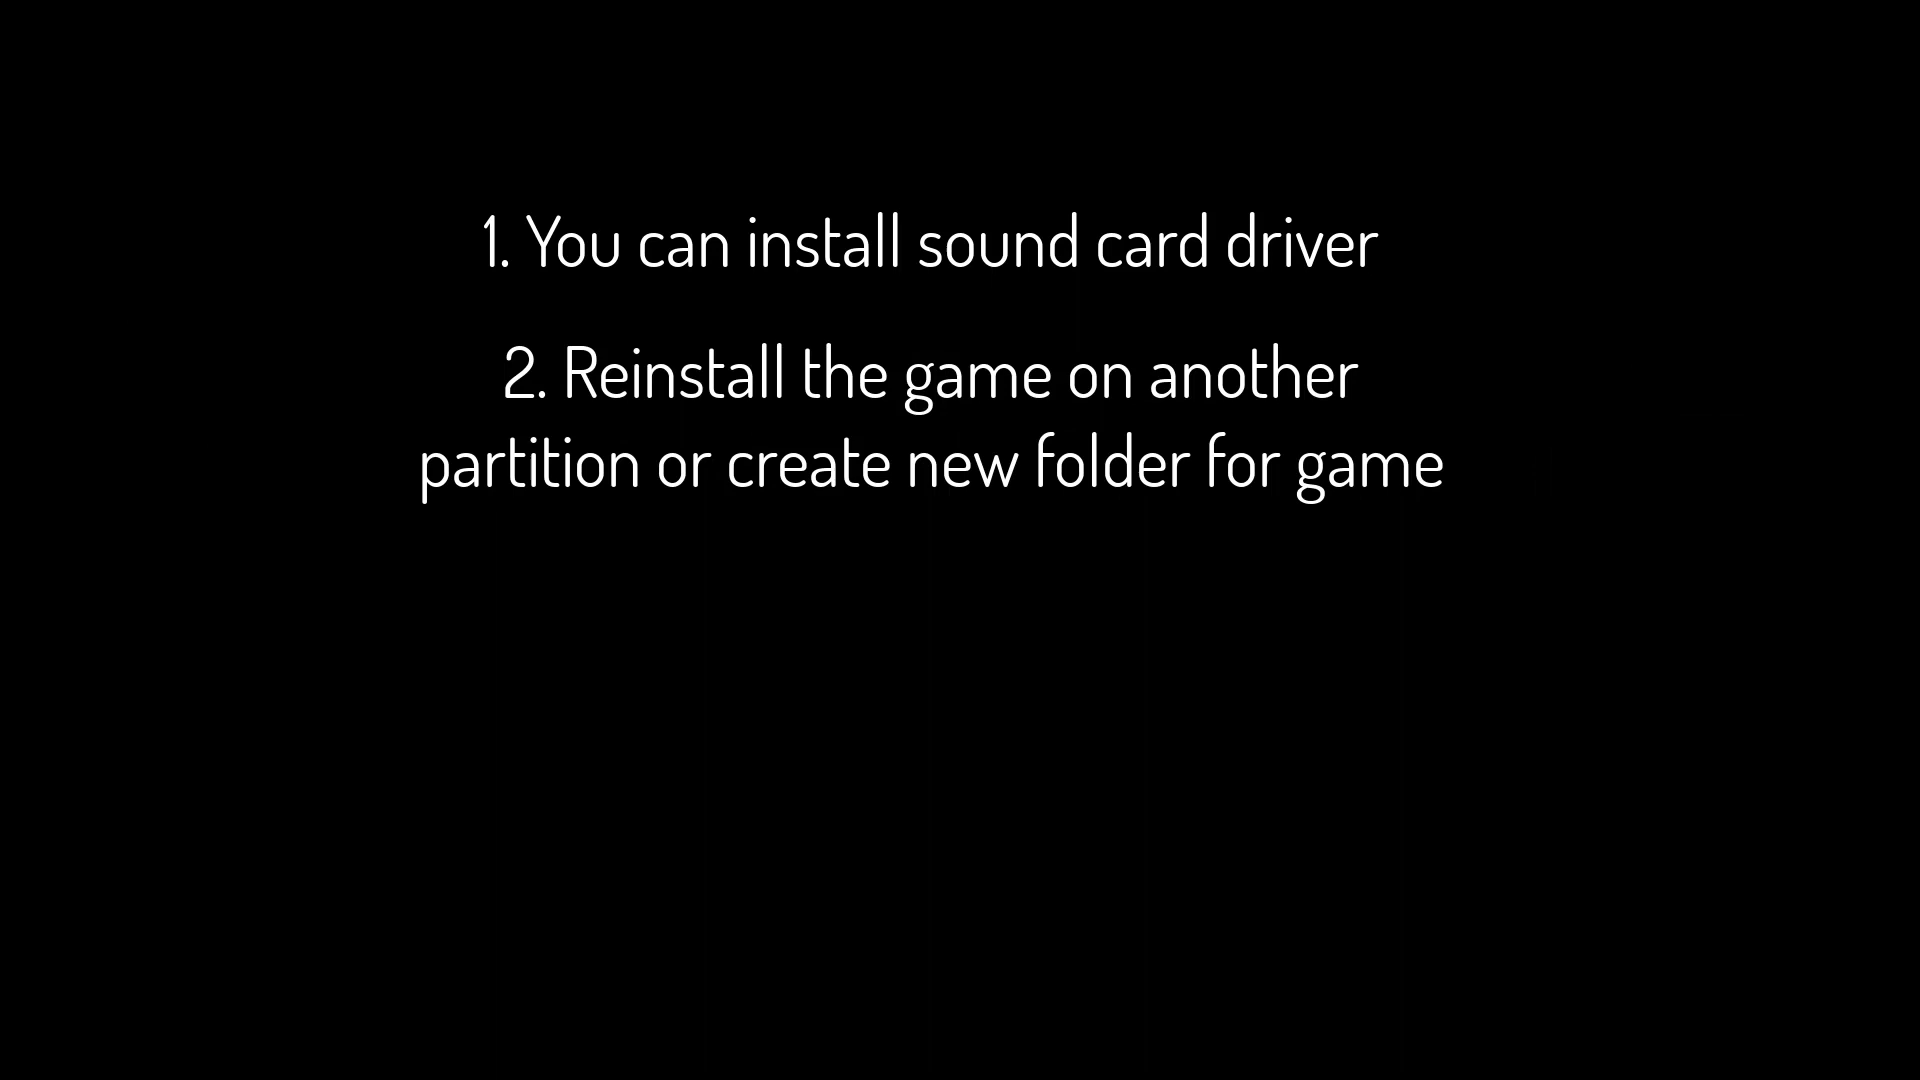 1. You can install sound card driver
2. Reinstall the game on another
partition or create new folder for game